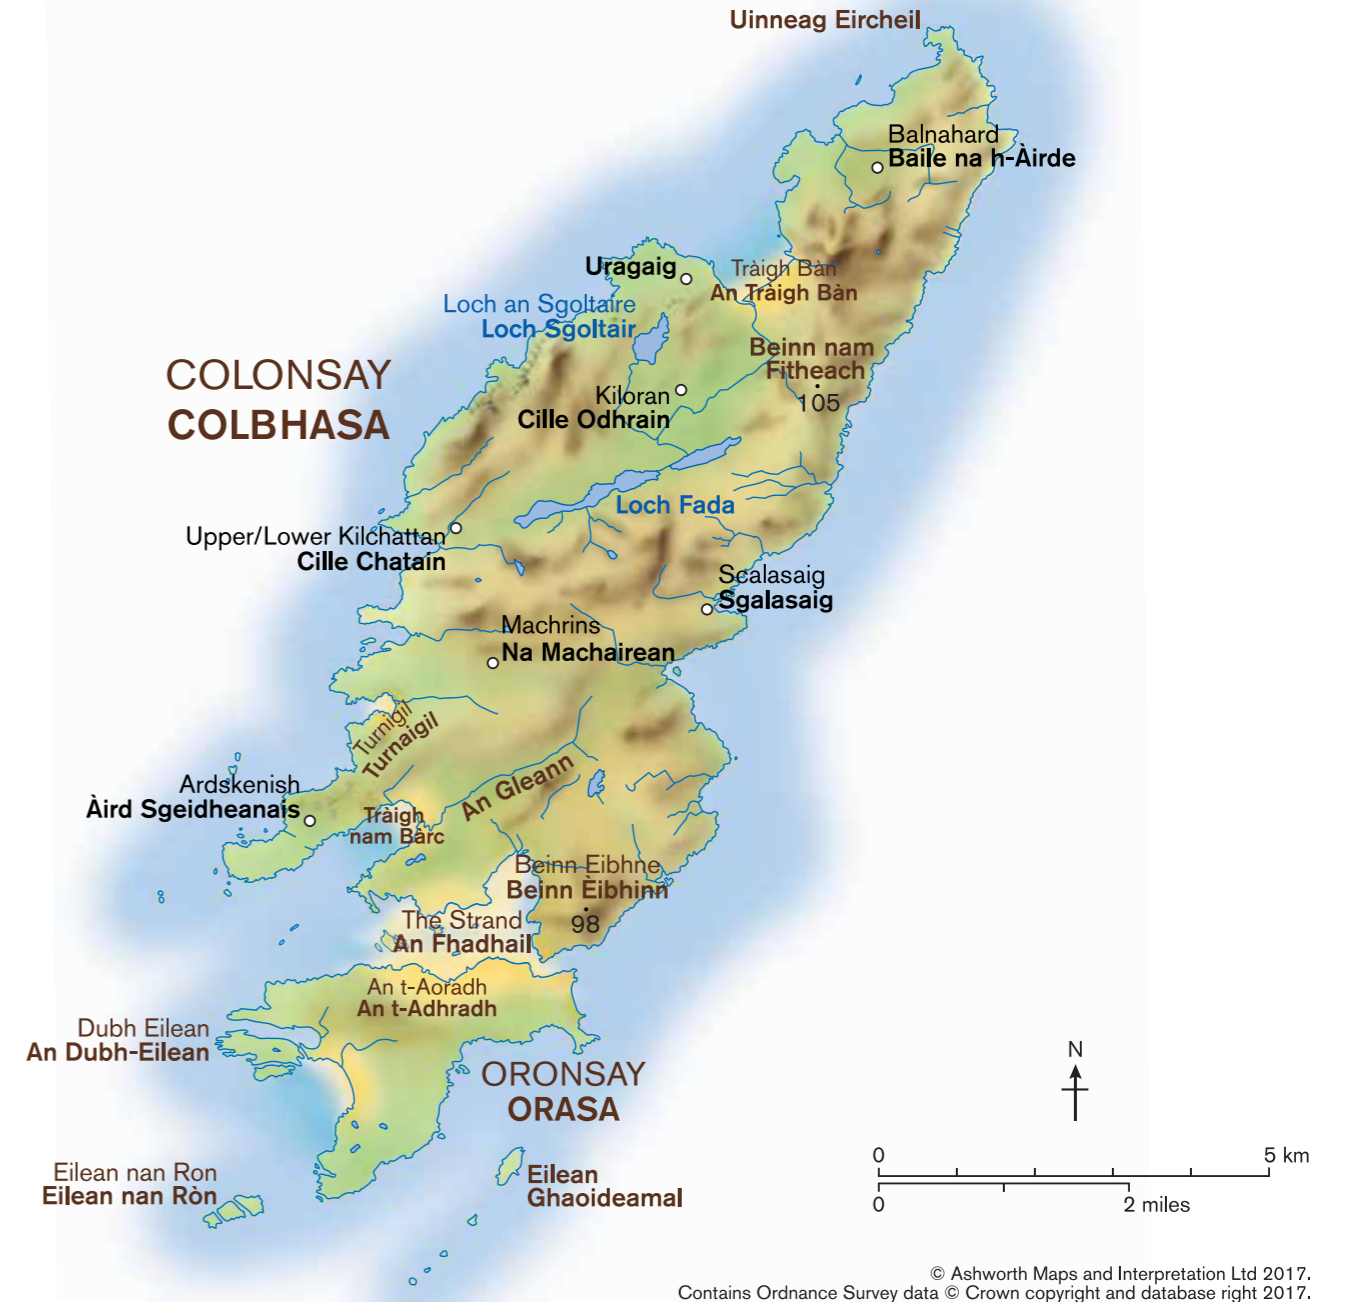 Uinneag Eircheil
Balnahard
Baile na h-Àirde
Uragaig
Tràigh Bàn
An Tràigh Bàn
Loch an Sgoltaire
Loch Sgoltair
Beinn nam
Fitheach
105
COLONSAY
COLBHASA
Kiloran
Cille Odhrain
Loch Fada
Upper/Lower Kilchattan
Cille Chatain
Scalasaig
Sgalasaig
Machrins
Na Machairean
Turnigil
Turnaigil
Ardskenish
Àird Sgeidheanais
An Gleann
Tràigh
nam Bàrc
Beinn Eibhne
Beinn Èibhinn
98
The Strand
An Fhadhail
An t-Aoradh
An t-Adhradh
Dubh Eilean
An Dubh-Eilean
ORONSAY
ORASA
N
Eilean nan Ron
Eilean nan Ròn
Eilean
Ghaoideamal
0 5 km
0 2 miles
© Ashworth Maps and Interpretation Ltd 2017.
Contains Ordnance Survey data © Crown copyright and database right 2017.